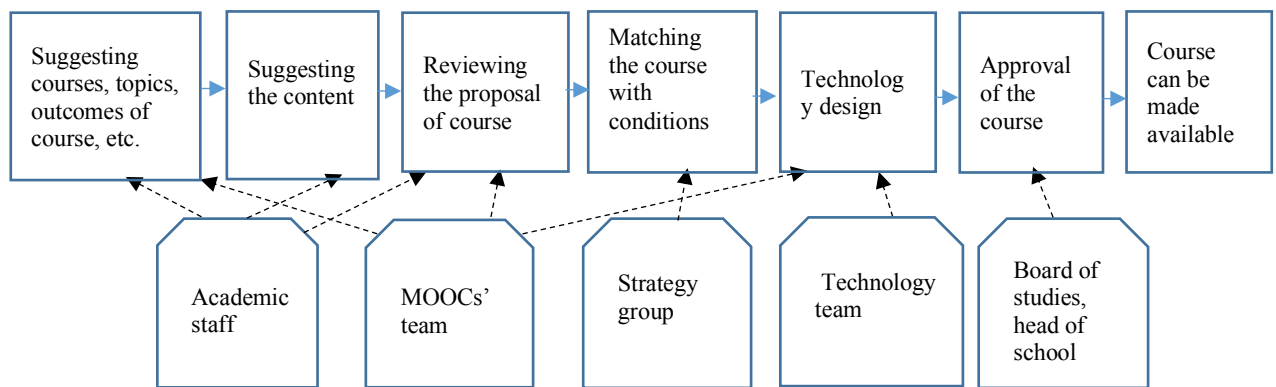 Suggesting
courses, topics,
outcomes of
course, etc.
Suggesting
the content
Reviewing
the proposal
of course
Matching
the course
with
conditions
Technolog
y design
Approval
of the
course
Course
can be
made
available
Academic
staff
MOOCs’
team
Strategy
group
Technology
team
Board of
studies,
head of
school